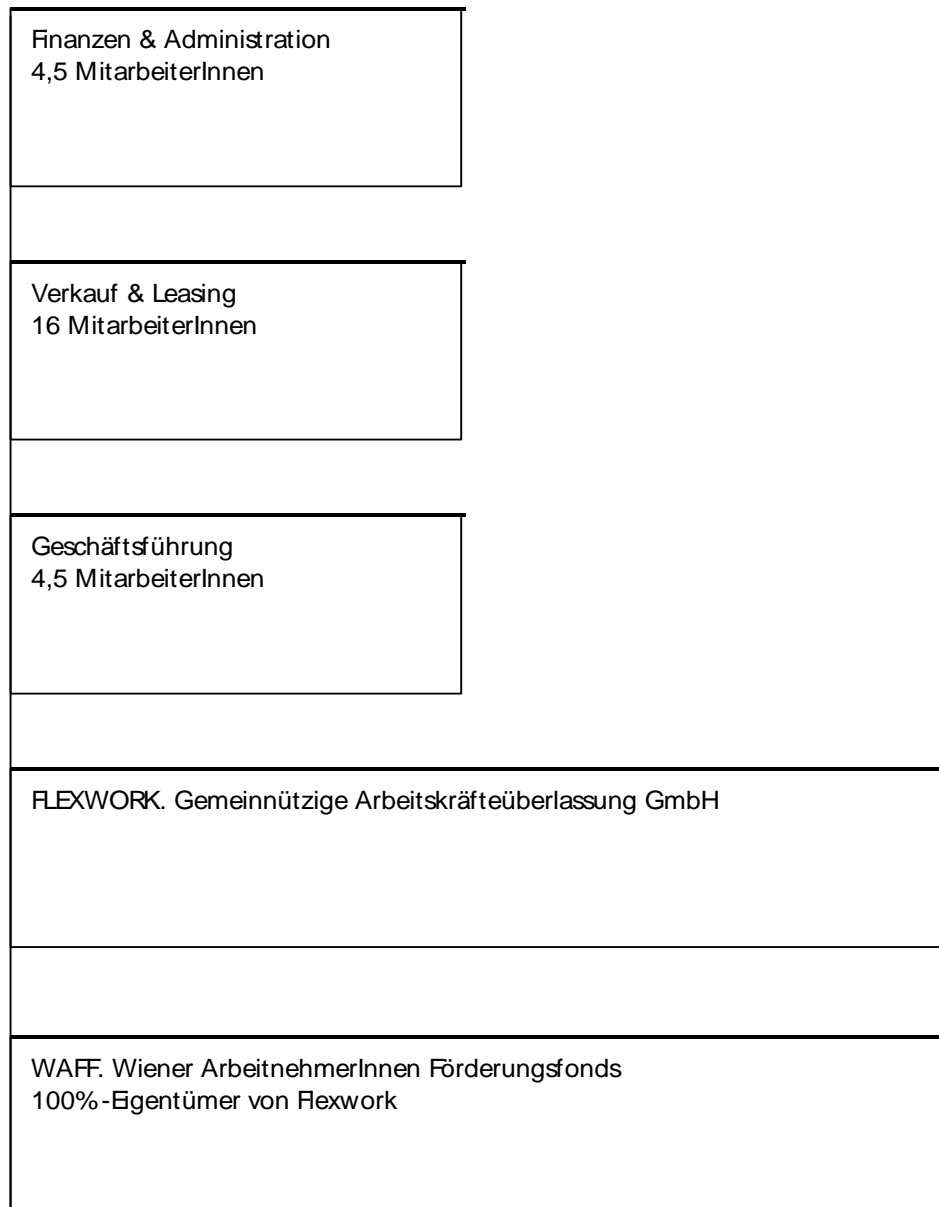 Finanzen & Administration
4,5 MitarbeiterInnen
Verkauf & Leasing
16 MitarbeiterInnen
Geschäftsführung
4,5 MitarbeiterInnen
FLEXWORK. Gemeinnützige Arbeitskräfteüberlassung GmbH
WAFF. Wiener ArbeitnehmerInnen Förderungsfonds
100%-Eigentümer von Flexwork